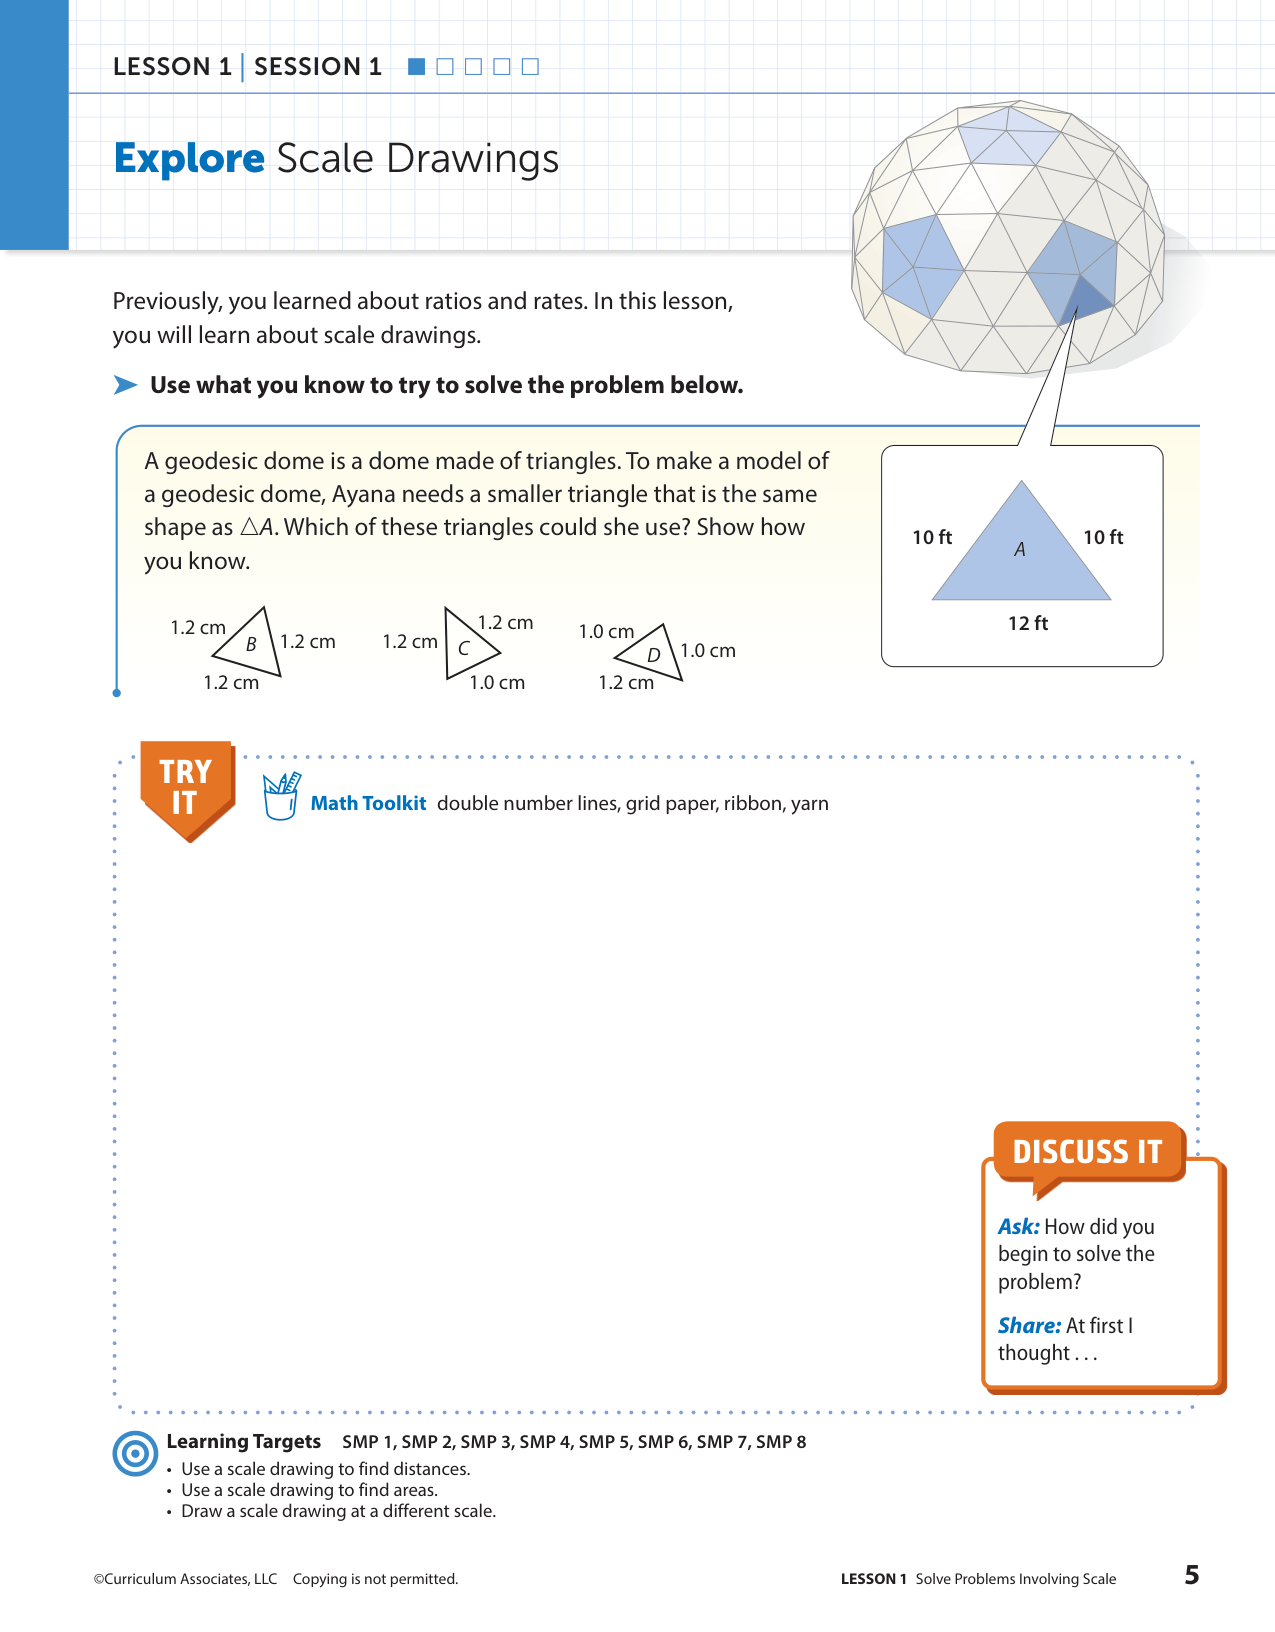 LESSON 1 | SESSION 1
Explore Scale Drawings
Previously, you learned about ratios and rates. In this lesson,
you will learn about scale drawings.
Use what you know to try to solve the problem below.
A geodesic dome is a dome made of triangles. To make a model of
a geodesic dome, Ayana needs a smaller triangle that is the same
shape as △A. Which of these triangles could she use? Show how
you know.
10 ft
A
10 ft
12 ft
1.2 cm
B
1.2 cm
1.2 cm
1.2 cm
C
1.2 cm
1.0 cm
1.0 cm
D
1.0 cm
1.2 cm
TRY
IT
Math Toolkit double number lines, grid paper, ribbon, yarn
DISCUSS IT
Ask: How did you
begin to solve the
problem?
Share: At first I
thought . . .
Learning Targets SMP 1, SMP 2, SMP 3, SMP 4, SMP 5, SMP 6, SMP 7, SMP 8
• Use a scale drawing to find distances.
• Use a scale drawing to find areas.
• Draw a scale drawing at a different scale.
©Curriculum Associates, LLC Copying is not permitted.
LESSON 1 Solve Problems Involving Scale
5